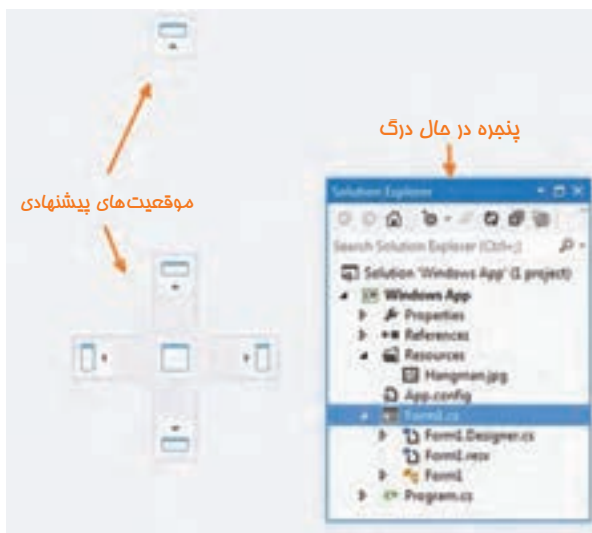 پنجره در حال درگ
موقعیت‌های پیشنهادی
Solution Explorer
Search Solution Explorer (Ctrl+;)
Solution 'Windows App' (1 project)
Windows App
Properties
References
Resources
Hangman.jpg
App.config
Form1.cs
Form1.Designer.cs
Form1.resx
Form1
Program.cs